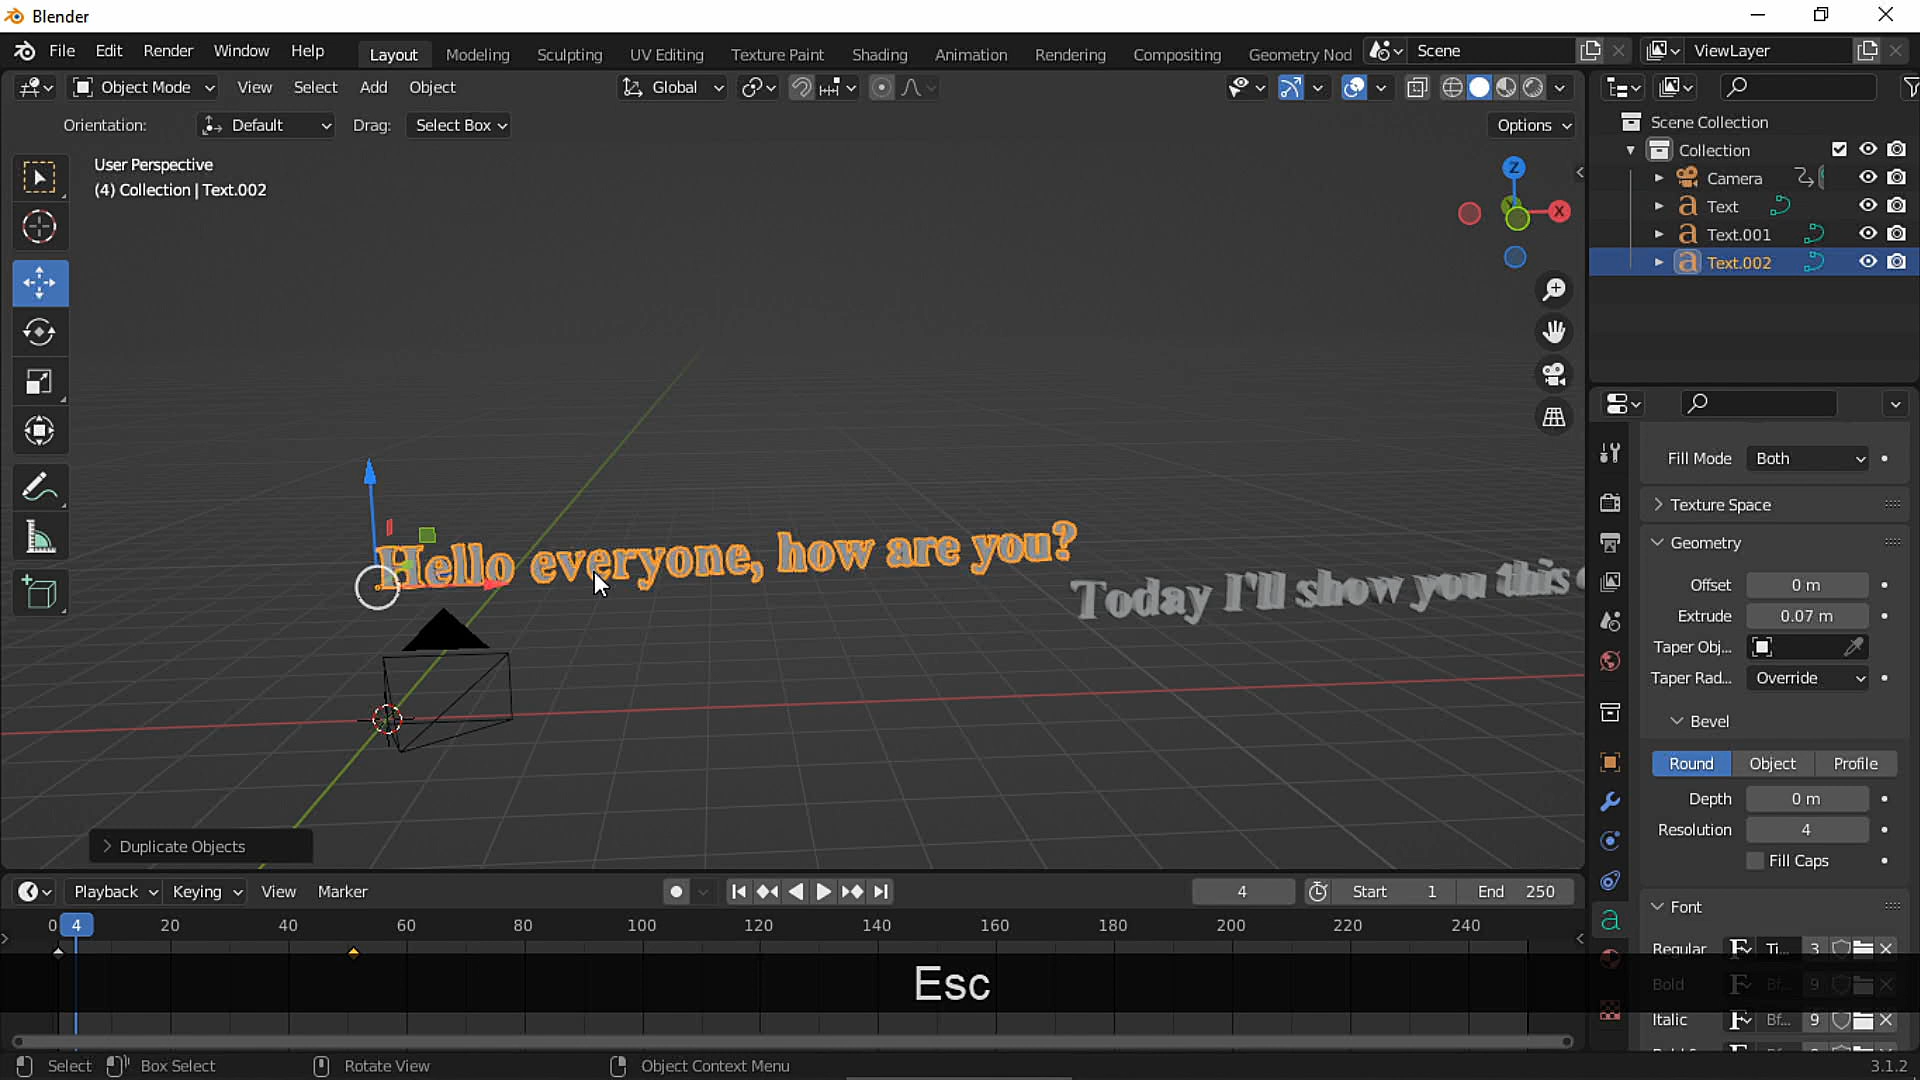 Blender
File Edit Render Window Help Layout Modeling Sculpting UV Editing Texture Paint Shading Animation Rendering Compositing Geometry Nod Scene ViewLayer
Object Mode View Select Add Object Global
Orientation: Default Drag: Select Box Options
User Perspective
(4) Collection | Text.002
Z
X
Scene Collection
Collection
Camera
Text
Text.001
Text.002
Hello everyone, how are you?
Today I'll show you this
Fill Mode Both
Texture Space
Geometry
Offset 0 m
Extrude 0.07 m
Taper Obj...
Taper Rad... Override
Bevel
Round Object Profile
Depth 0 m
Resolution 4
Fill Caps
Font
Regular Ti... 3
Bold Bf... 9
Italic Bf... 9
Duplicate Objects
Playback Keying View Marker 4 Start 1 End 250
0 4 20 40 60 80 100 120 140 160 180 200 220 240
Esc
Select Box Select Rotate View Object Context Menu 3.1.2